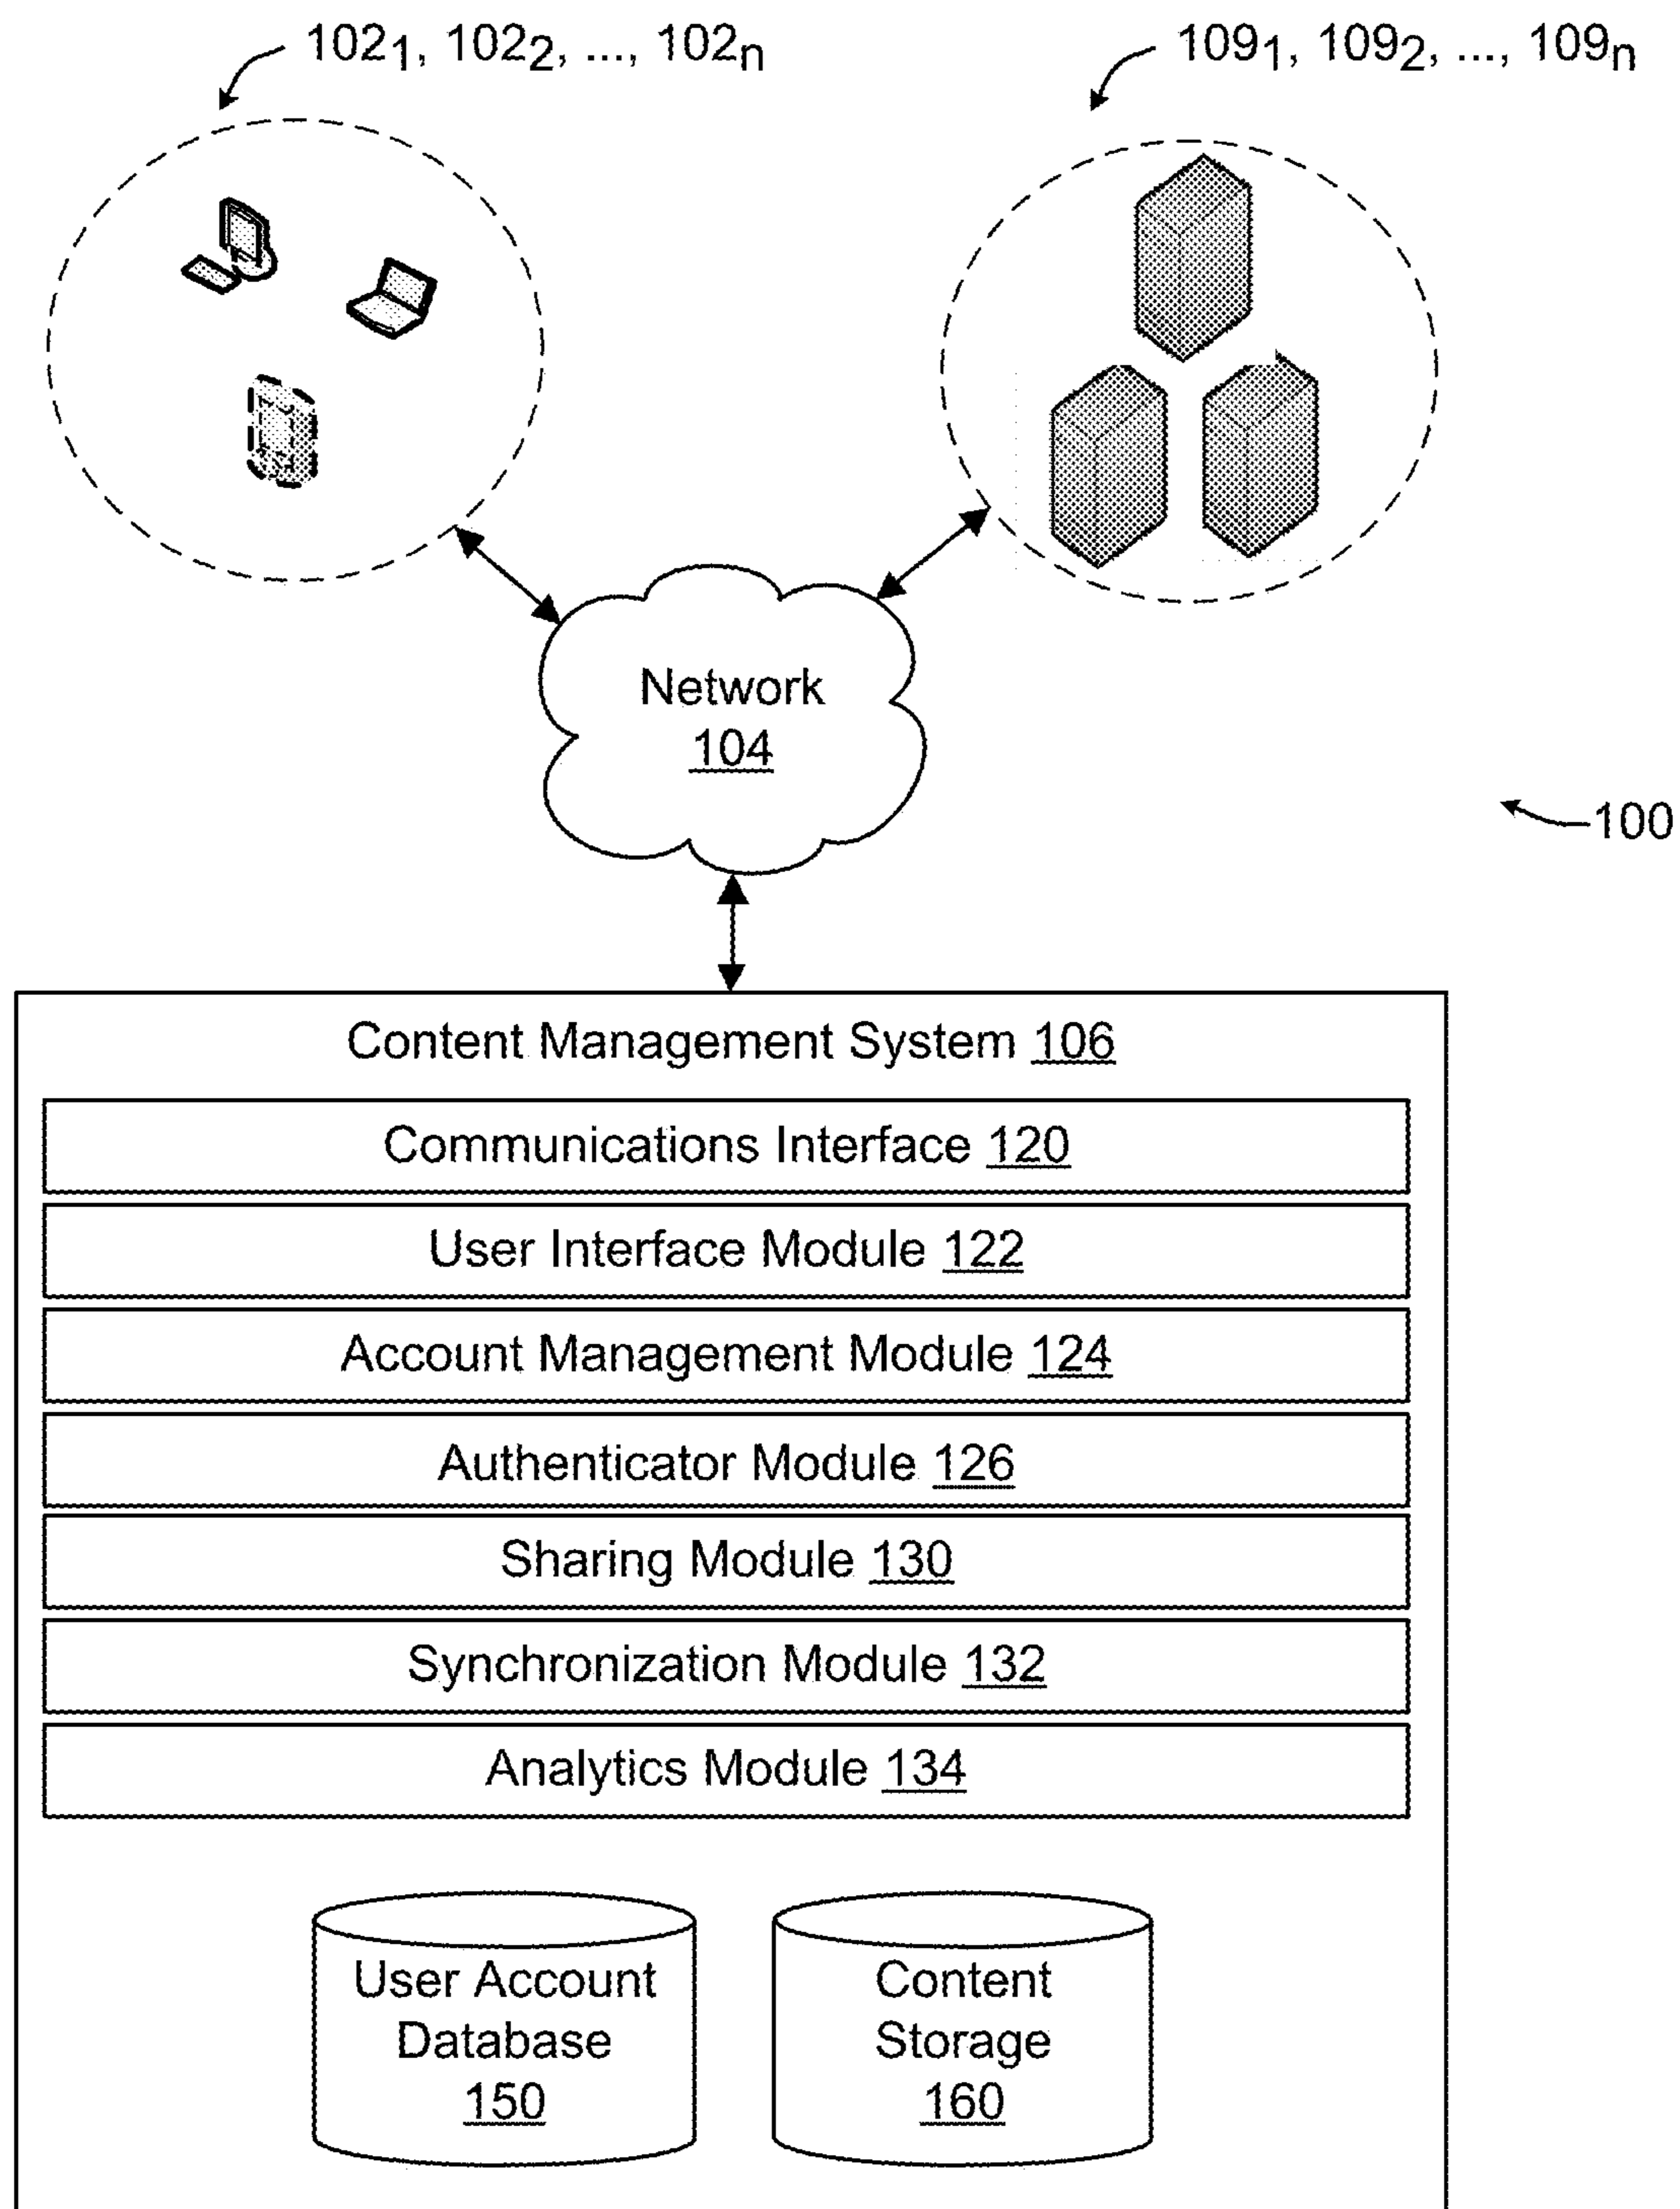 102₁, 102₂, ..., 102ₙ
109₁, 109₂, ..., 109ₙ
Network
104
100
Content Management System 106
Communications Interface 120
User Interface Module 122
Account Management Module 124
Authenticator Module 126
Sharing Module 130
Synchronization Module 132
Analytics Module 134
User Account
Database
150
Content
Storage
160